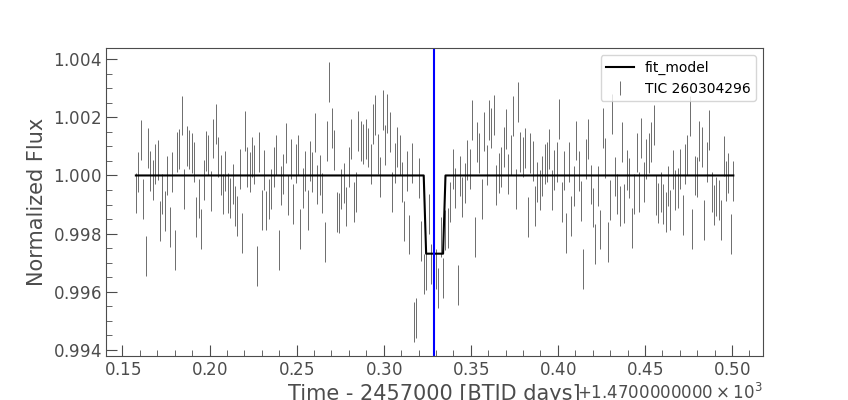 1.004
1.002
1.000
0.998
0.996
0.994
Normalized Flux
fit_model
TIC 260304296
0.15 0.20 0.25 0.30 0.35 0.40 0.45 0.50
Time - 2457000 [BTJD days]
+1.4700000000 × 10³